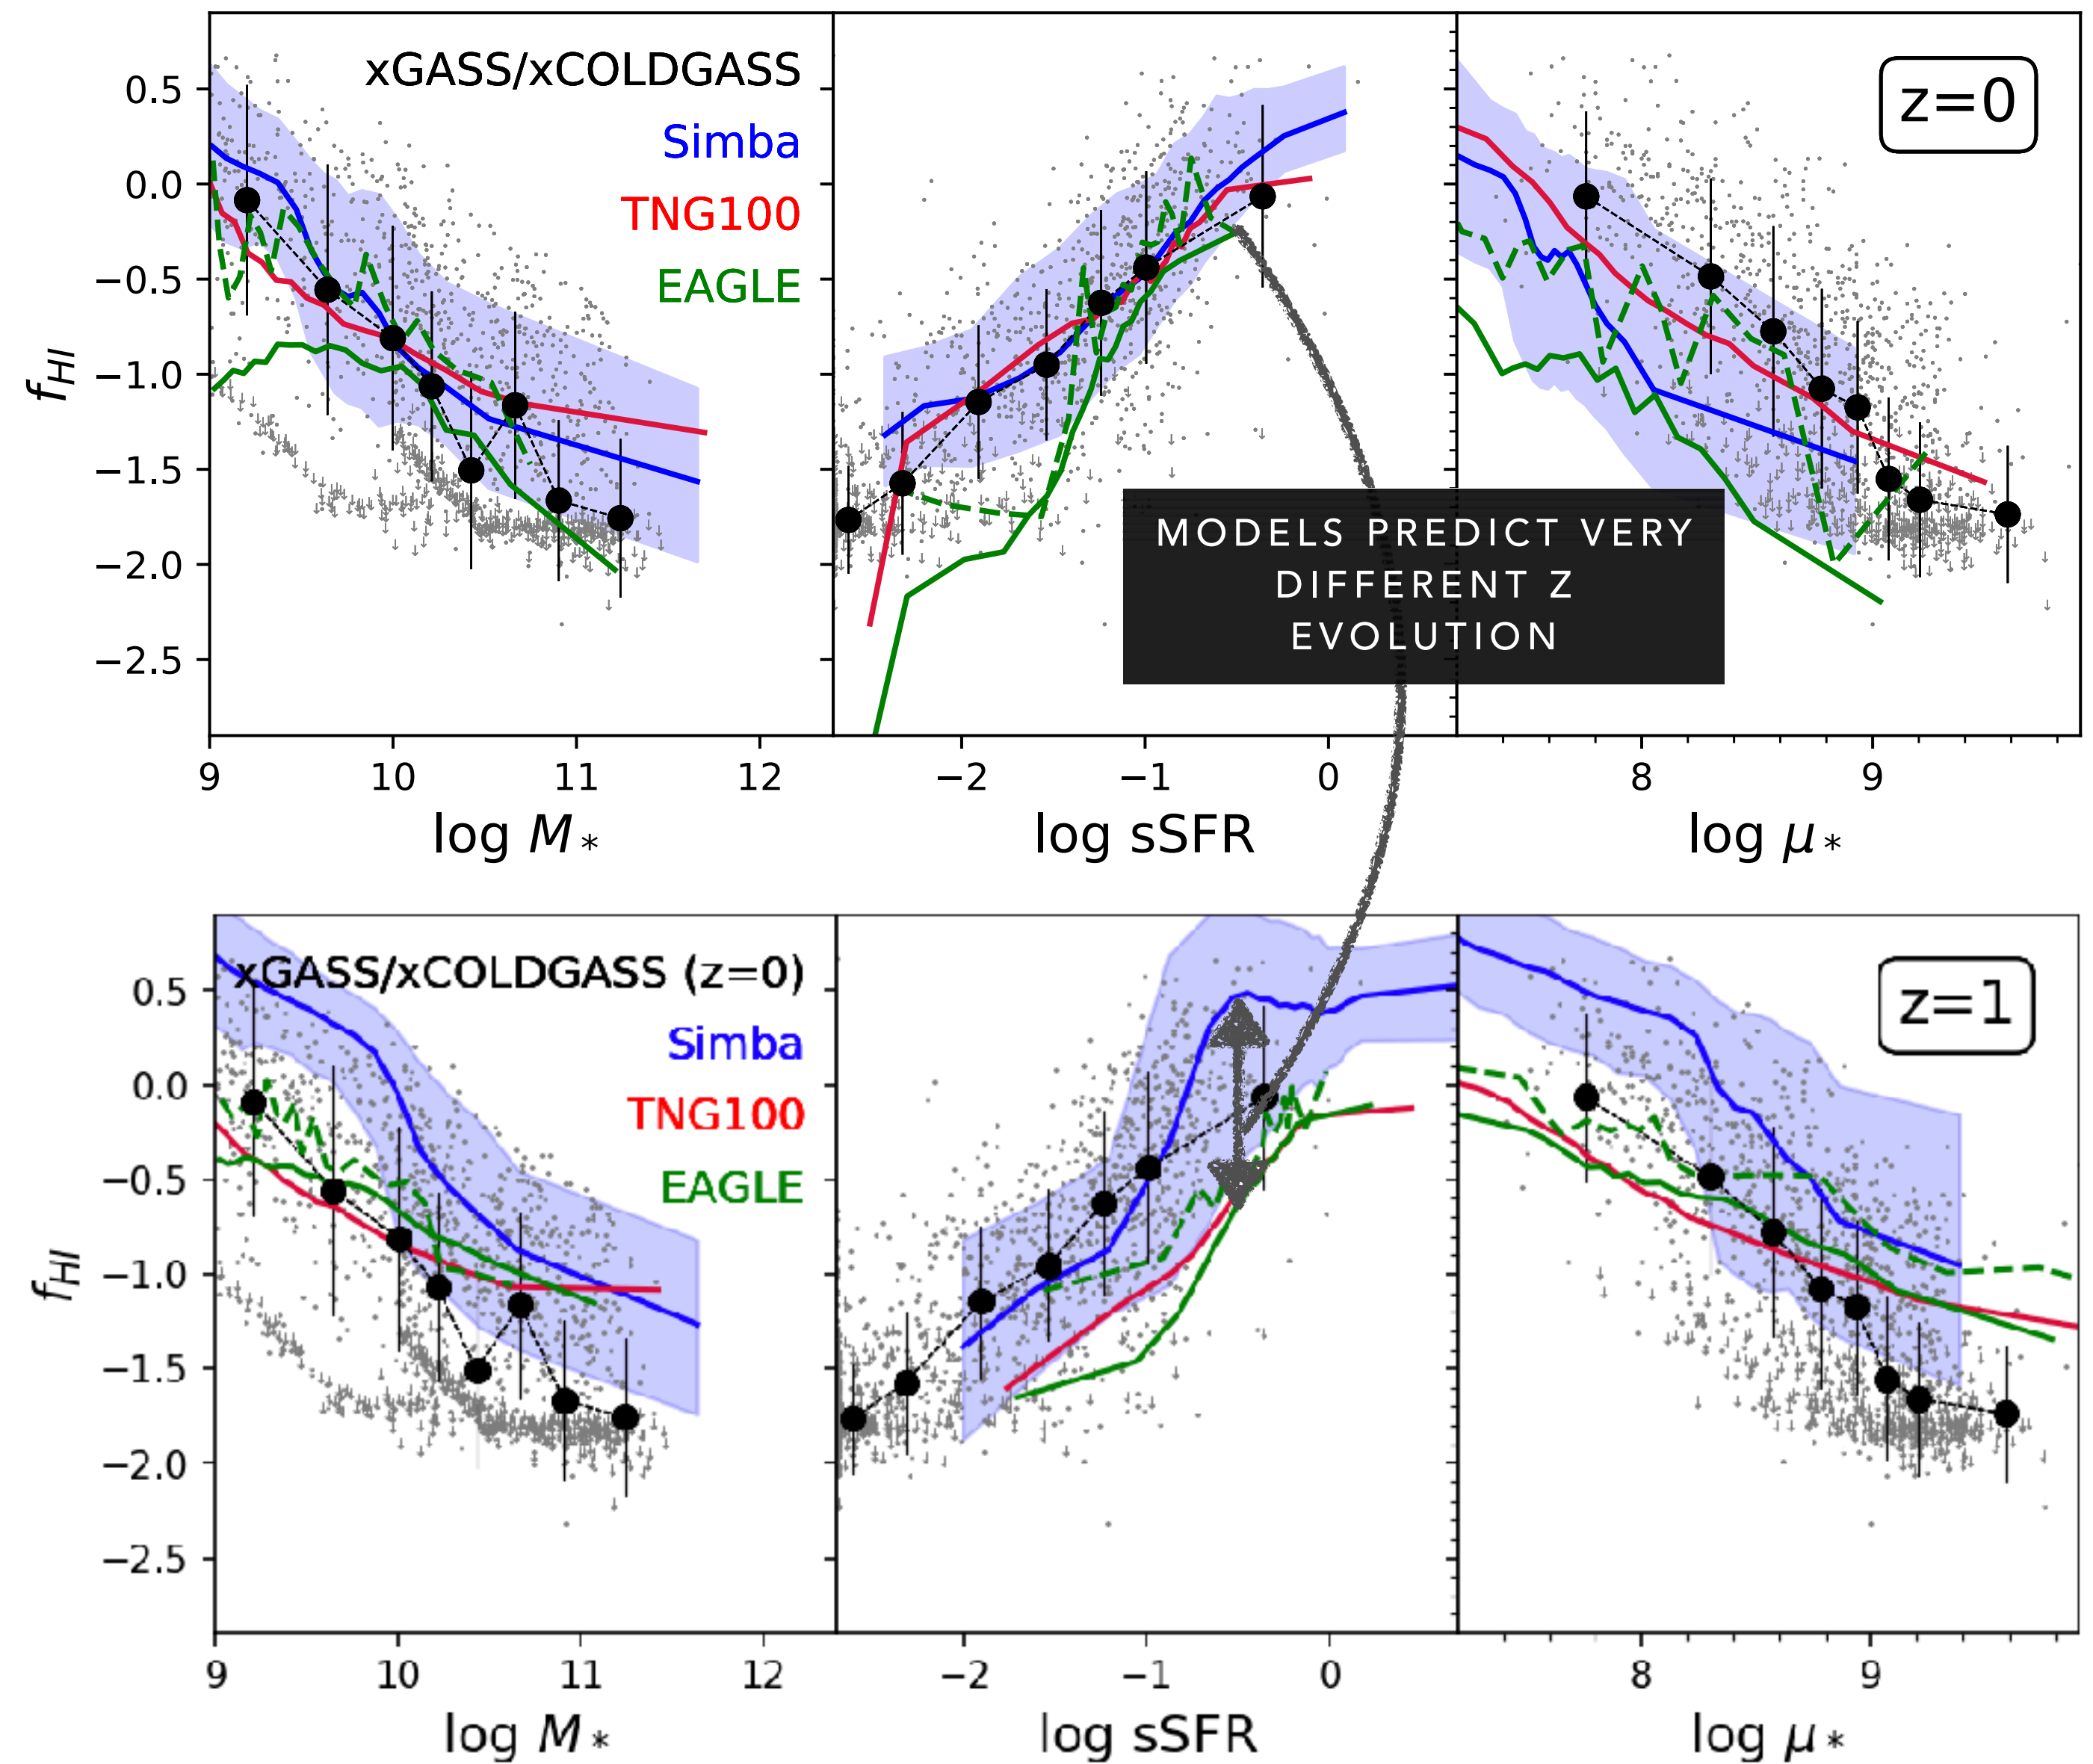 xGASS/xCOLDGASS
Simba
TNG100
EAGLE
z=0
0.5
0.0
−0.5
−1.0
−1.5
−2.0
−2.5
f_HI
MODELS PREDICT VERY
DIFFERENT Z
EVOLUTION
9 10 11 12
−2 −1 0
8 9
log M*
log sSFR
log μ*
xGASS/xCOLDGASS (z=0)
Simba
TNG100
EAGLE
z=1
0.5
0.0
−0.5
−1.0
−1.5
−2.0
−2.5
f_HI
9 10 11 12
−2 −1 0
8 9
log M*
log sSFR
log μ*